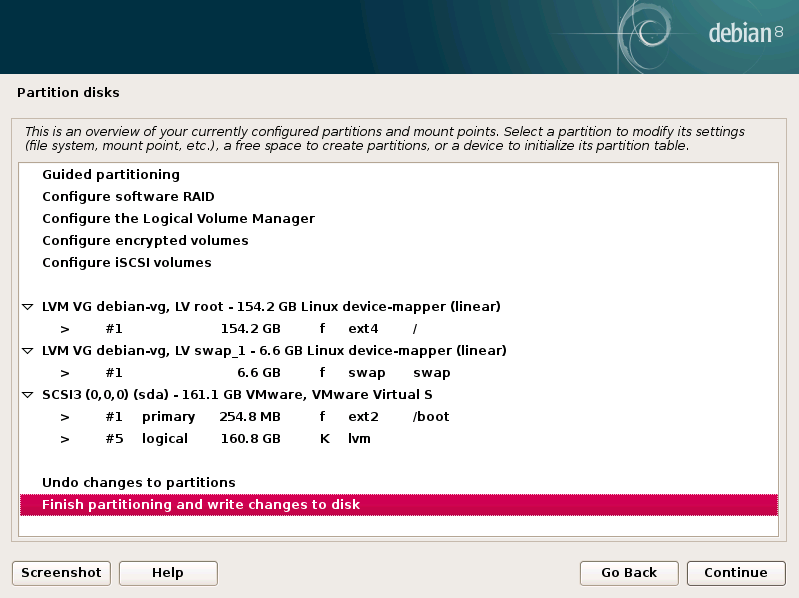 debian 8
Partition disks
This is an overview of your currently configured partitions and mount points. Select a partition to modify its settings
(file system, mount point, etc.), a free space to create partitions, or a device to initialize its partition table.
Guided partitioning
Configure software RAID
Configure the Logical Volume Manager
Configure encrypted volumes
Configure iSCSI volumes
LVM VG debian-vg, LV root - 154.2 GB Linux device-mapper (linear)
> #1 154.2 GB f ext4 /
LVM VG debian-vg, LV swap_1 - 6.6 GB Linux device-mapper (linear)
> #1 6.6 GB f swap swap
SCSI3 (0,0,0) (sda) - 161.1 GB VMware, VMware Virtual S
> #1 primary 254.8 MB f ext2 /boot
> #5 logical 160.8 GB K lvm
Undo changes to partitions
Finish partitioning and write changes to disk
Screenshot Help Go Back Continue